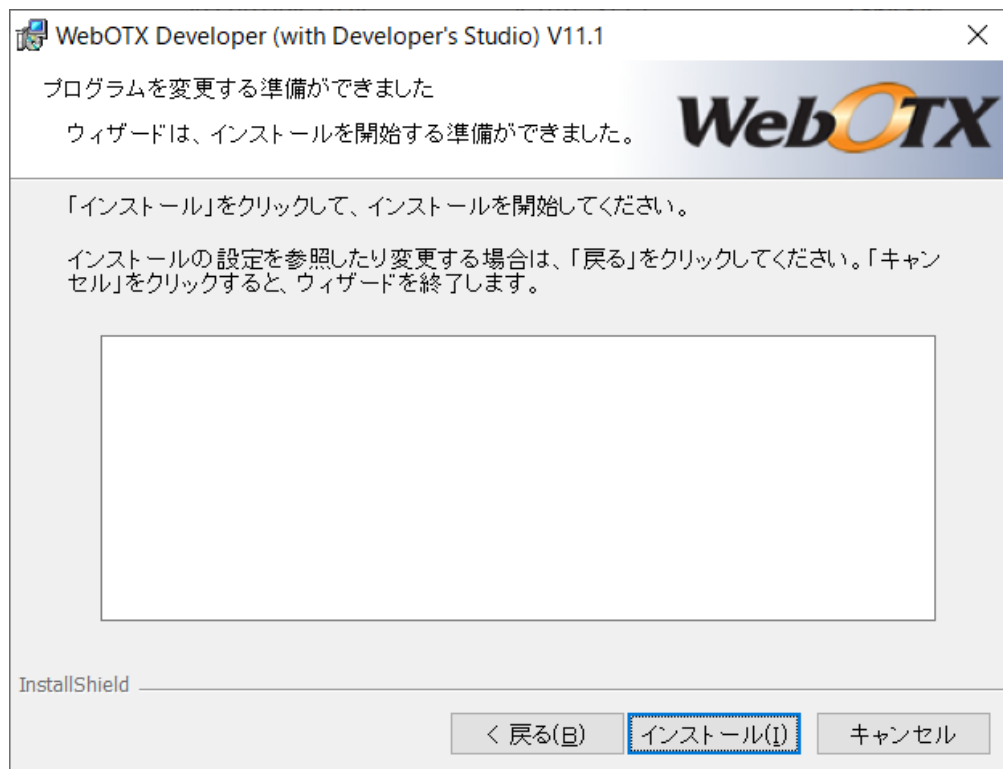 WebOTX Developer (with Developer's Studio) V11.1
プログラムを変更する準備ができました
ウィザードは、インストールを開始する準備ができました。
WebOTX
「インストール」をクリックして、インストールを開始してください。
インストールの設定を参照したり変更する場合は、「戻る」をクリックしてください。「キャン
セル」をクリックすると、ウィザードを終了します。
InstallShield
< 戻る(B)
インストール(I)
キャンセル